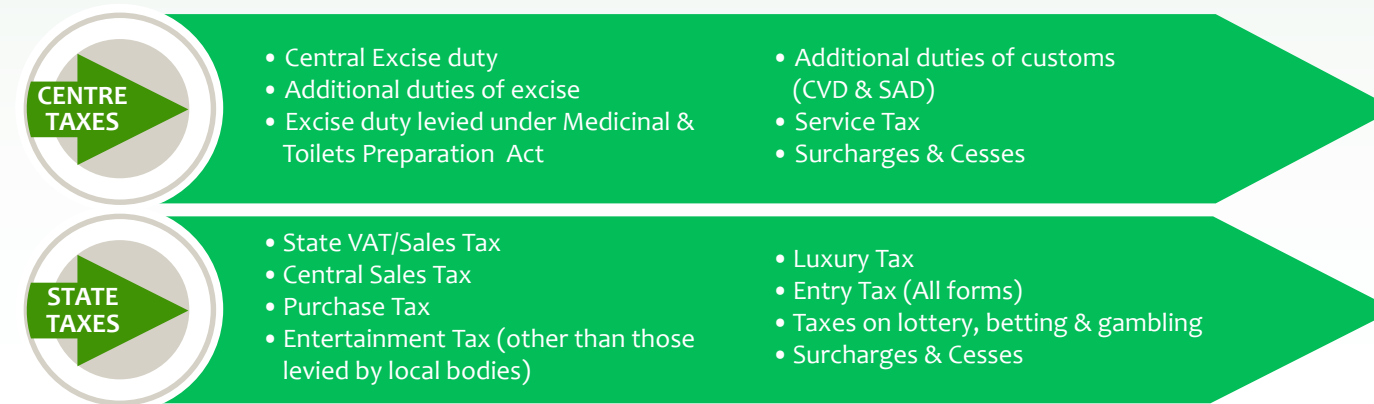 CENTRE
TAXES
• Central Excise duty
• Additional duties of excise
• Excise duty levied under Medicinal &
Toilets Preparation Act
• Additional duties of customs
(CVD & SAD)
• Service Tax
• Surcharges & Cesses
STATE
TAXES
• State VAT/Sales Tax
• Central Sales Tax
• Purchase Tax
• Entertainment Tax (other than those
levied by local bodies)
• Luxury Tax
• Entry Tax (All forms)
• Taxes on lottery, betting & gambling
• Surcharges & Cesses